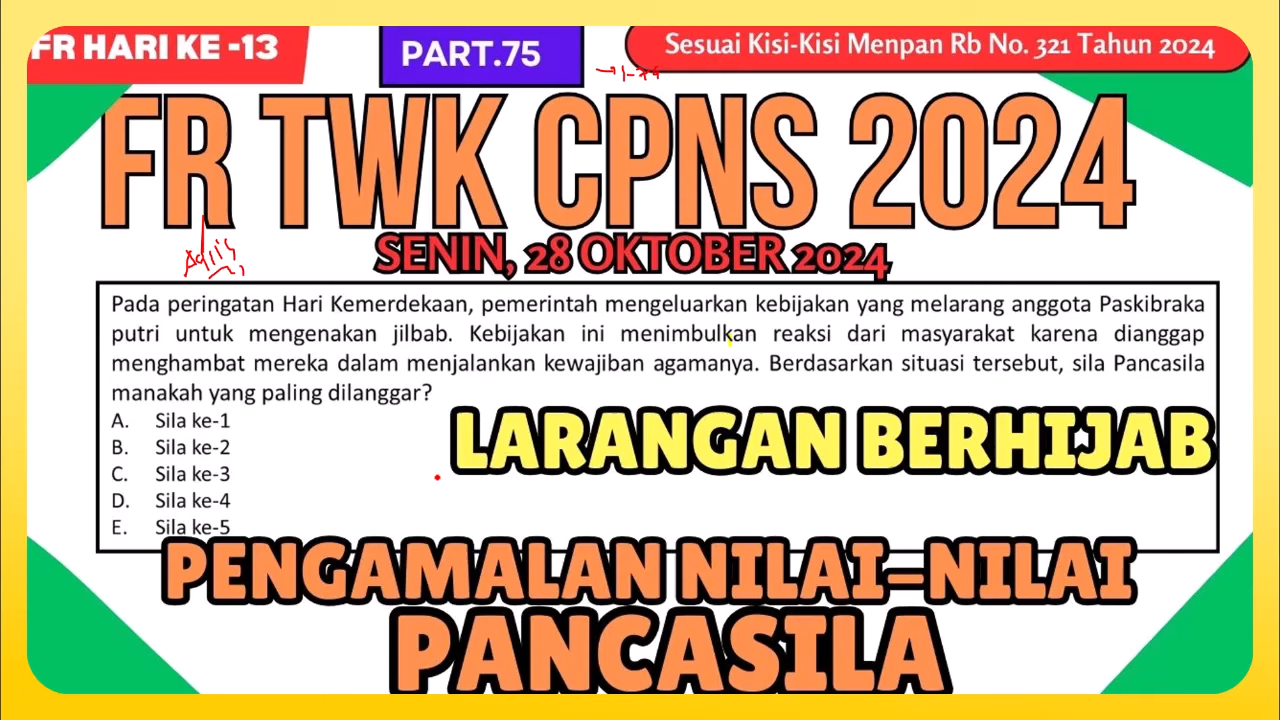 FR HARI KE -13
PART.75
Sesuai Kisi-Kisi Menpan Rb No. 321 Tahun 2024
→ 1-74
FR TWK CPNS 2024
SENIN, 28 OKTOBER 2024
Pada peringatan Hari Kemerdekaan, pemerintah mengeluarkan kebijakan yang melarang anggota Paskibraka
putri untuk mengenakan jilbab. Kebijakan ini menimbulkan reaksi dari masyarakat karena dianggap
menghambat mereka dalam menjalankan kewajiban agamanya. Berdasarkan situasi tersebut, sila Pancasila
manakah yang paling dilanggar?
A. Sila ke-1
B. Sila ke-2
C. Sila ke-3
D. Sila ke-4
E. Sila ke-5
LARANGAN BERHIJAB
PENGAMALAN NILAI-NILAI
PANCASILA